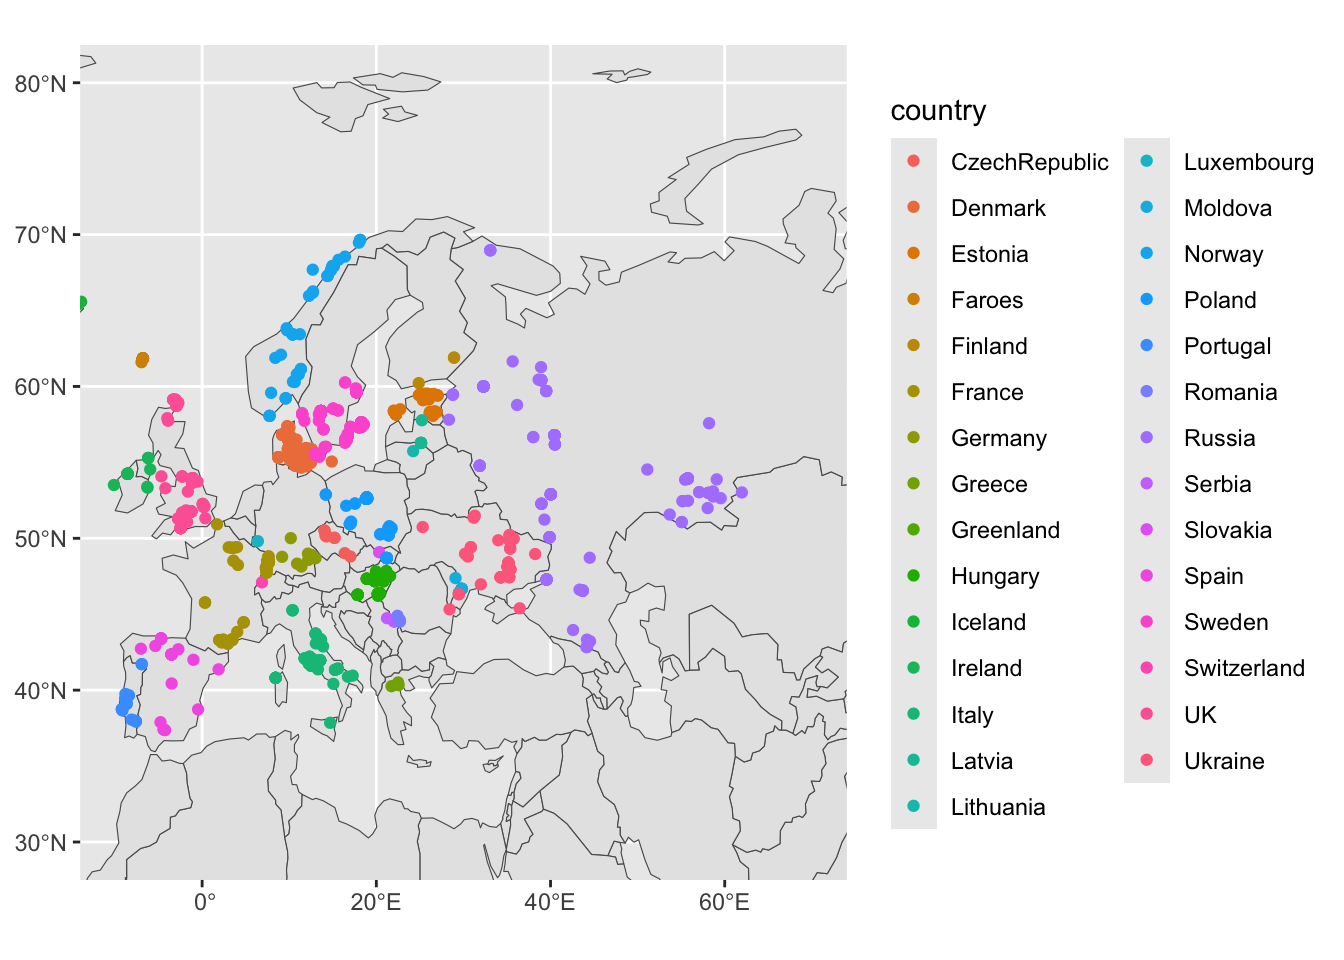 80°N
70°N
60°N
50°N
40°N
30°N
0°
20°E
40°E
60°E
country
CzechRepublic
Denmark
Estonia
Faroes
Finland
France
Germany
Greece
Greenland
Hungary
Iceland
Ireland
Italy
Latvia
Lithuania
Luxembourg
Moldova
Norway
Poland
Portugal
Romania
Russia
Serbia
Slovakia
Spain
Sweden
Switzerland
UK
Ukraine